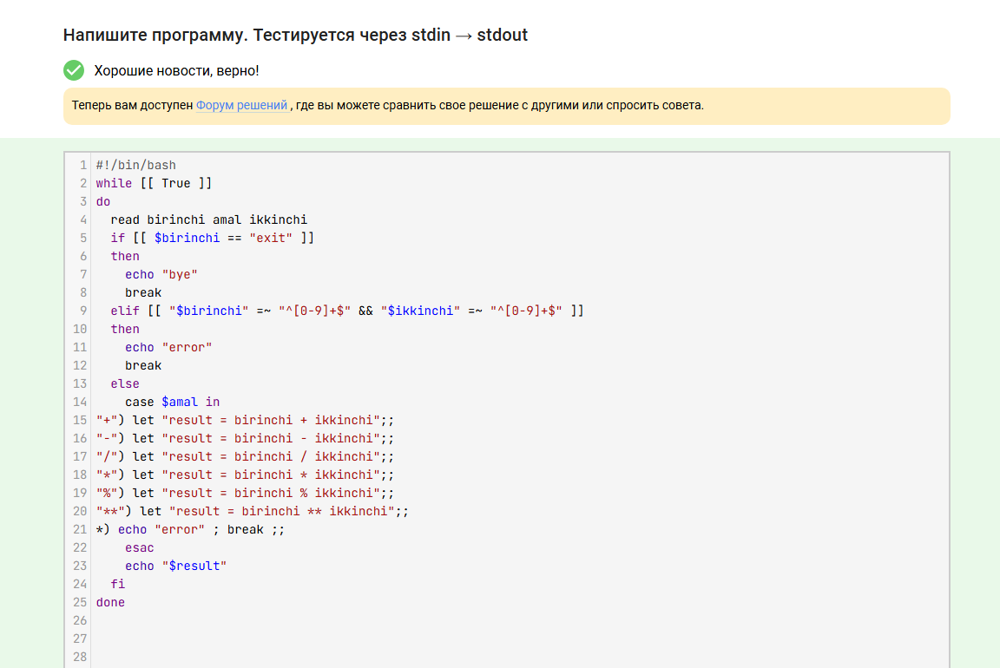 Напишите программу. Тестируется через stdin → stdout
Хорошие новости, верно!
Теперь вам доступен Форум решений , где вы можете сравнить свое решение с другими или спросить совета.
1 #!/bin/bash
2 while [[ True ]]
3 do
4   read birinchi amal ikkinchi
5   if [[ $birinchi == "exit" ]]
6   then
7     echo "bye"
8     break
9   elif [[ "$birinchi" =~ "^[0-9]+$" && "$ikkinchi" =~ "^[0-9]+$" ]]
10   then
11     echo "error"
12     break
13   else
14     case $amal in
15 "+") let "result = birinchi + ikkinchi";;
16 "-") let "result = birinchi - ikkinchi";;
17 "/") let "result = birinchi / ikkinchi";;
18 "*") let "result = birinchi * ikkinchi";;
19 "%") let "result = birinchi % ikkinchi";;
20 "**") let "result = birinchi ** ikkinchi";;
21 *) echo "error" ; break ;;
22     esac
23     echo "$result"
24   fi
25 done
26
27
28